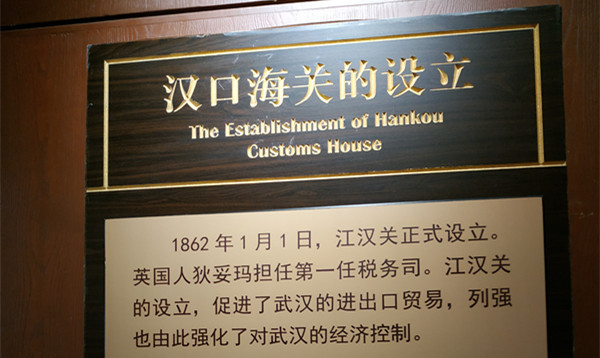 汉口海关的设立
The Establishment of Hankou
Customs House
1862年1月1日，江汉关正式设立。
英国人狄妥玛担任第一任税务司。江汉关
的设立，促进了武汉的进出口贸易，列强
也由此强化了对武汉的经济控制。